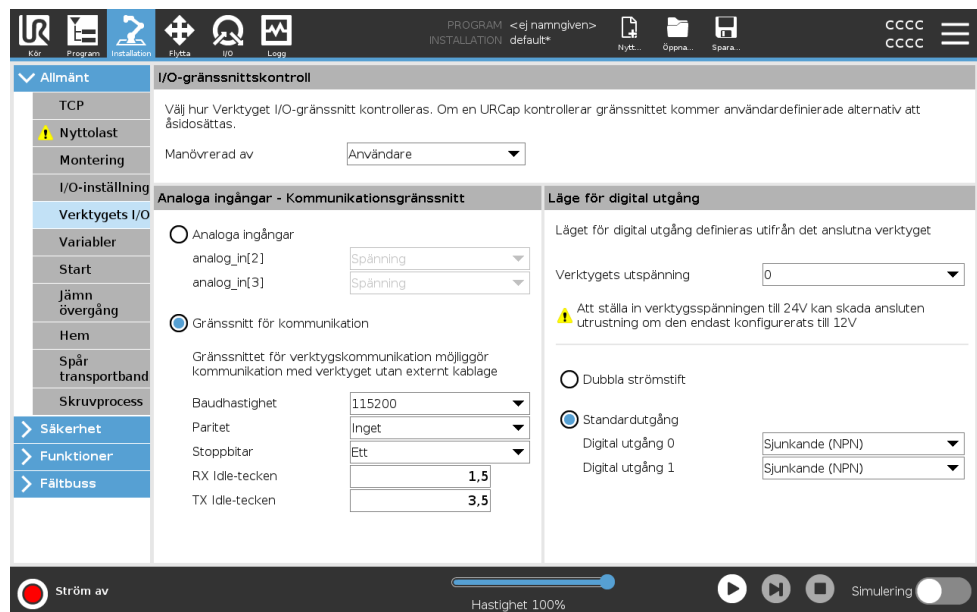 PROGRAM <ej namngiven>
INSTALLATION default*
CCCC
CCCC
Kör
Program
Installation
Flytta
I/O
Logg
Nytt...
Öppna...
Spara...
Allmänt
TCP
Nyttolast
Montering
I/O-inställning
Verktygets I/O
Variabler
Start
Jämn
övergång
Hem
Spår
transportband
Skruvprocess
Säkerhet
Funktioner
Fältbuss
I/O-gränssnittskontroll
Välj hur Verktyget I/O-gränssnitt kontrolleras. Om en URCap kontrollerar gränssnittet kommer användardefinierade alternativ att
åsidosättas.
Manövrerad av Användare
Analoga ingångar - Kommunikationsgränssnitt
Analoga ingångar
analog_in[2] Spänning
analog_in[3] Spänning
Gränssnitt för kommunikation
Gränssnittet för verktygskommunikation möjliggör
kommunikation med verktyget utan externt kablage
Baudhastighet 115200
Paritet Inget
Stoppbitar Ett
RX Idle-tecken 1,5
TX Idle-tecken 3,5
Läge för digital utgång
Läget för digital utgång definieras utifrån det anslutna verktyget
Verktygets utspänning 0
Att ställa in verktygsspänningen till 24V kan skada ansluten
utrustning om den endast konfigurerats till 12V
Dubbla strömstift
Standardutgång
Digital utgång 0 Sjunkande (NPN)
Digital utgång 1 Sjunkande (NPN)
Ström av
Hastighet 100%
Simulering